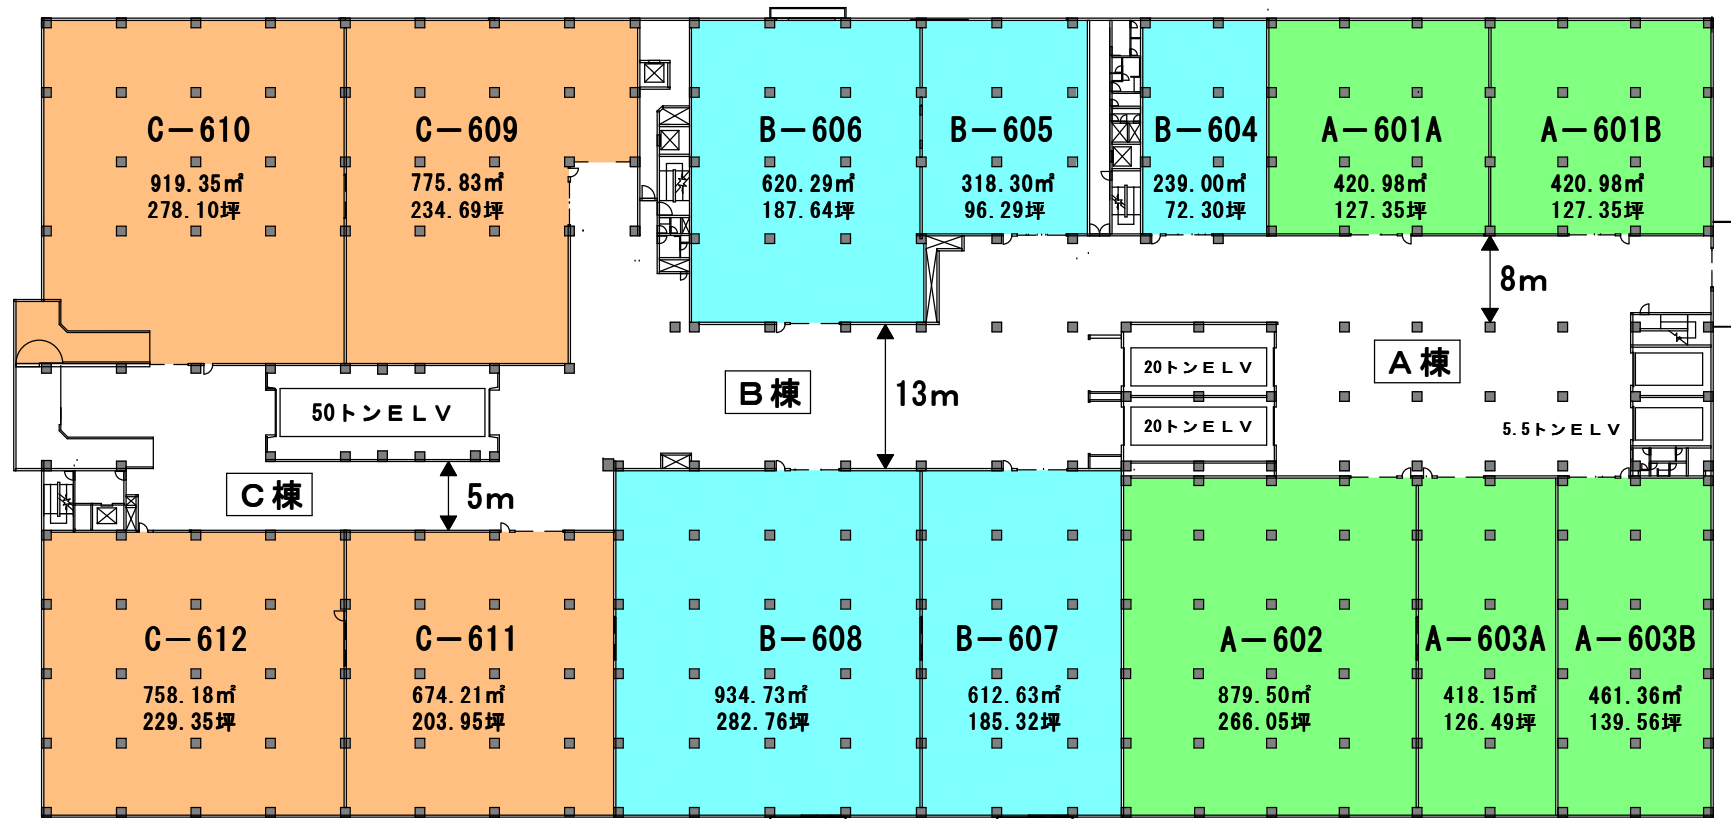 C-610
919.35㎡
278.10坪
C-609
775.83㎡
234.69坪
B-606
620.29㎡
187.64坪
B-605
318.30㎡
96.29坪
B-604
239.00㎡
72.30坪
A-601A
420.98㎡
127.35坪
A-601B
420.98㎡
127.35坪
8m
A棟
20トンELV
20トンELV
5.5トンELV
B棟
13m
50トンELV
C棟
5m
C-612
758.18㎡
229.35坪
C-611
674.21㎡
203.95坪
B-608
934.73㎡
282.76坪
B-607
612.63㎡
185.32坪
A-602
879.50㎡
266.05坪
A-603A
418.15㎡
126.49坪
A-603B
461.36㎡
139.56坪